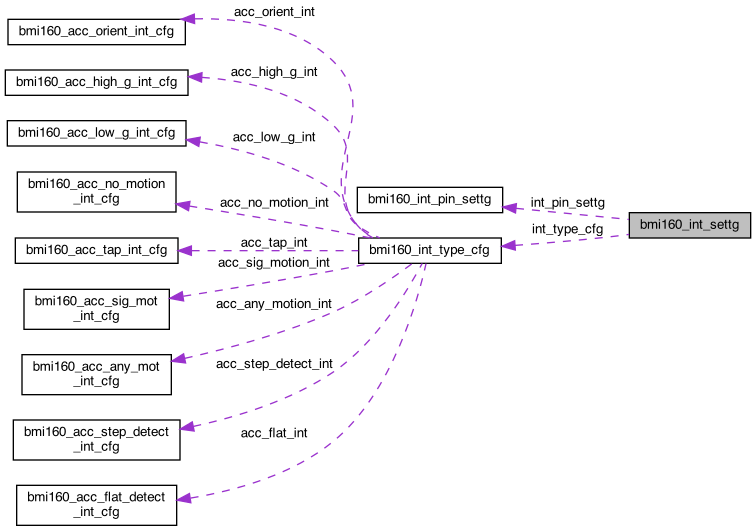 acc_orient_int
bmi160_acc_orient_int_cfg
acc_high_g_int
bmi160_acc_high_g_int_cfg
acc_low_g_int
bmi160_acc_low_g_int_cfg
bmi160_acc_no_motion
_int_cfg
acc_no_motion_int
bmi160_int_pin_settg
int_pin_settg
bmi160_int_settg
int_type_cfg
bmi160_acc_tap_int_cfg
acc_tap_int
bmi160_int_type_cfg
acc_sig_motion_int
bmi160_acc_sig_mot
_int_cfg
acc_any_motion_int
bmi160_acc_any_mot
_int_cfg
acc_step_detect_int
bmi160_acc_step_detect
_int_cfg
acc_flat_int
bmi160_acc_flat_detect
_int_cfg